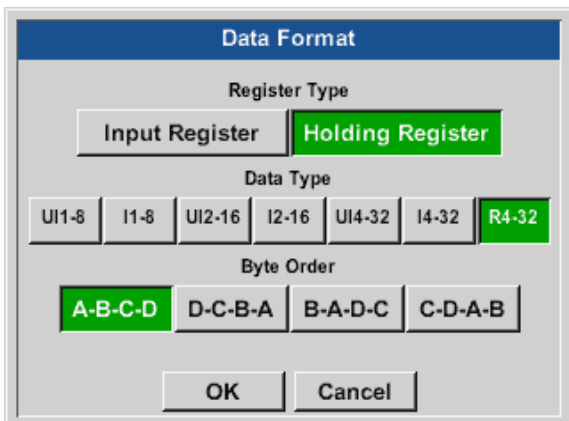 Data Format
Register Type
Input Register Holding Register
Data Type
UI1-8 I1-8 UI2-16 I2-16 UI4-32 I4-32 R4-32
Byte Order
A-B-C-D D-C-B-A B-A-D-C C-D-A-B
OK Cancel